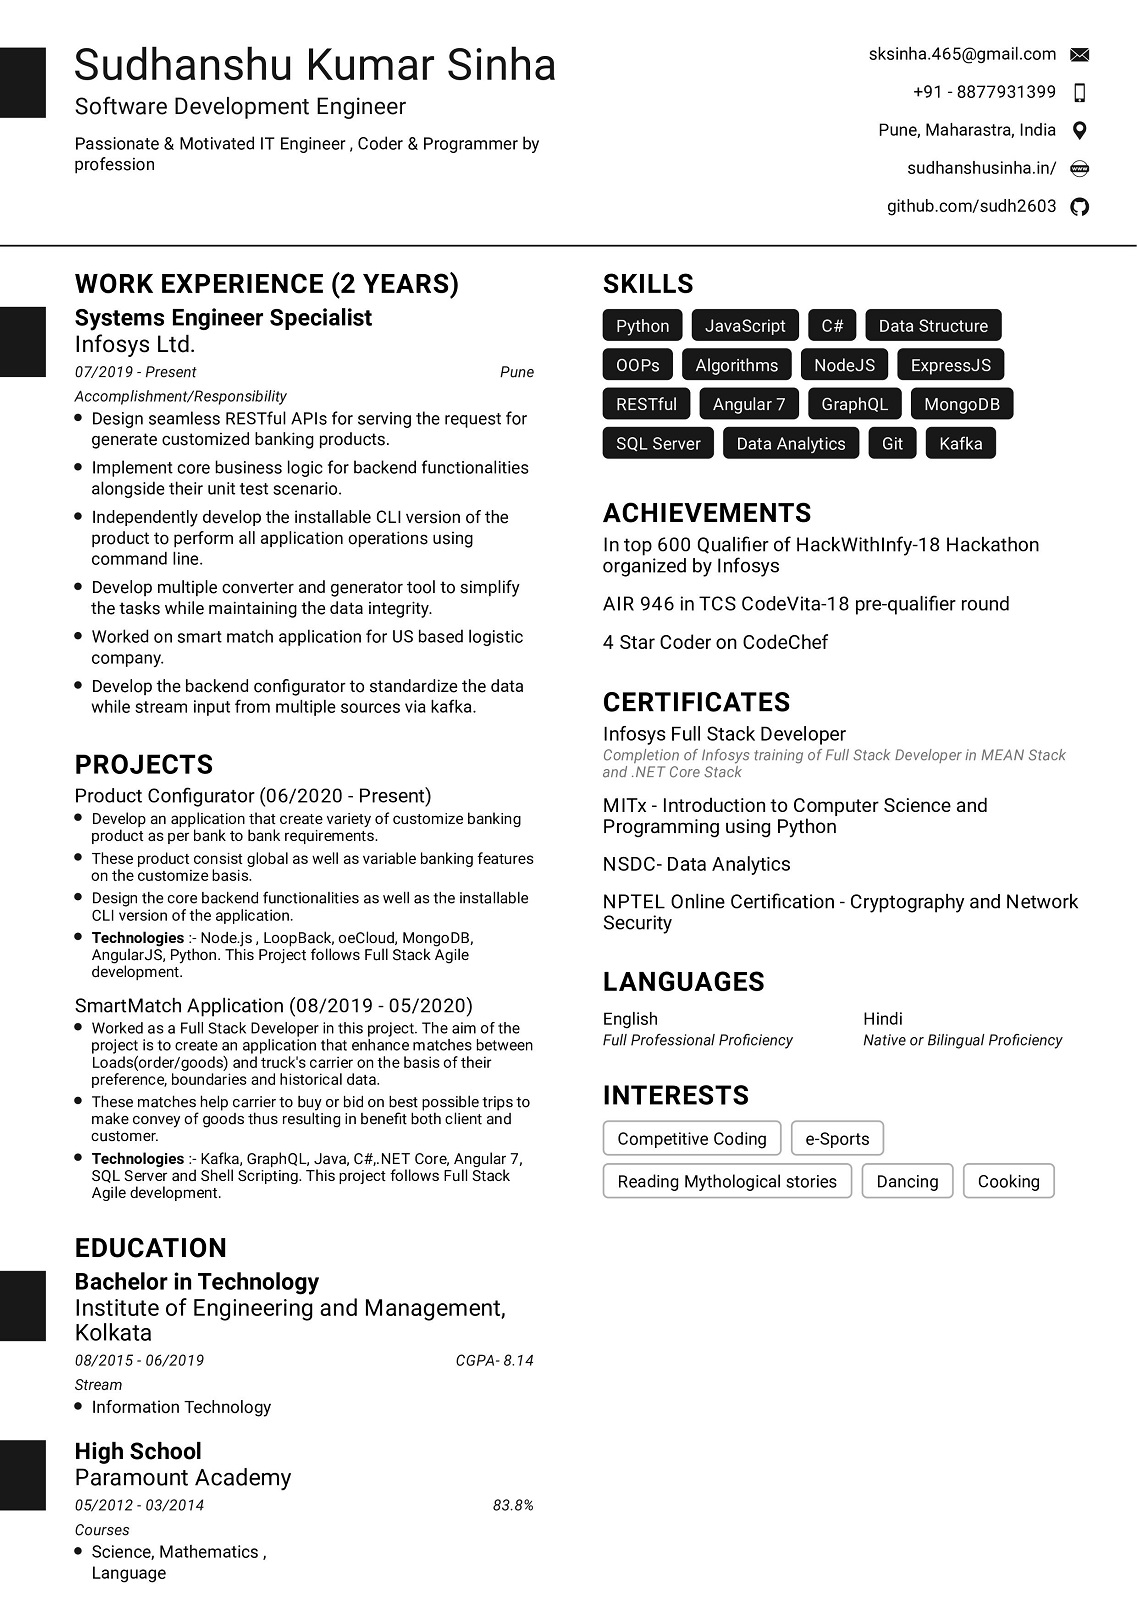 Sudhanshu Kumar Sinha
Software Development Engineer
Passionate & Motivated IT Engineer , Coder & Programmer by
profession
sksinha.465@gmail.com
+91 - 8877931399
Pune, Maharastra, India
sudhanshusinha.in/
www
github.com/sudh2603
WORK EXPERIENCE (2 YEARS)
Systems Engineer Specialist
Infosys Ltd.
07/2019 - Present
Pune
Accomplishment/Responsibility
• Design seamless RESTful APIs for serving the request for
generate customized banking products.
• Implement core business logic for backend functionalities
alongside their unit test scenario.
• Independently develop the installable CLI version of the
product to perform all application operations using
command line.
• Develop multiple converter and generator tool to simplify
the tasks while maintaining the data integrity.
• Worked on smart match application for US based logistic
company.
• Develop the backend configurator to standardize the data
while stream input from multiple sources via kafka.
PROJECTS
Product Configurator (06/2020 - Present)
• Develop an application that create variety of customize banking
product as per bank to bank requirements.
• These product consist global as well as variable banking features
on the customize basis.
• Design the core backend functionalities as well as the installable
CLI version of the application.
• Technologies :- Node.js , LoopBack, oeCloud, MongoDB,
AngularJS, Python. This Project follows Full Stack Agile
development.
SmartMatch Application (08/2019 - 05/2020)
• Worked as a Full Stack Developer in this project. The aim of the
project is to create an application that enhance matches between
Loads(order/goods) and truck's carrier on the basis of their
preference, boundaries and historical data.
• These matches help carrier to buy or bid on best possible trips to
make convey of goods thus resulting in benefit both client and
customer.
• Technologies :- Kafka, GraphQL, Java, C#,.NET Core, Angular 7,
SQL Server and Shell Scripting. This project follows Full Stack
Agile development.
EDUCATION
Bachelor in Technology
Institute of Engineering and Management,
Kolkata
08/2015 - 06/2019
CGPA- 8.14
Stream
• Information Technology
High School
Paramount Academy
05/2012 - 03/2014
83.8%
Courses
• Science, Mathematics ,
Language
SKILLS
Python JavaScript C# Data Structure
OOPs Algorithms NodeJS ExpressJS
RESTful Angular 7 GraphQL MongoDB
SQL Server Data Analytics Git Kafka
ACHIEVEMENTS
In top 600 Qualifier of HackWithInfy-18 Hackathon
organized by Infosys
AIR 946 in TCS CodeVita-18 pre-qualifier round
4 Star Coder on CodeChef
CERTIFICATES
Infosys Full Stack Developer
Completion of Infosys training of Full Stack Developer in MEAN Stack
and .NET Core Stack
MITx - Introduction to Computer Science and
Programming using Python
NSDC- Data Analytics
NPTEL Online Certification - Cryptography and Network
Security
LANGUAGES
English
Full Professional Proficiency
Hindi
Native or Bilingual Proficiency
INTERESTS
Competitive Coding e-Sports
Reading Mythological stories Dancing Cooking